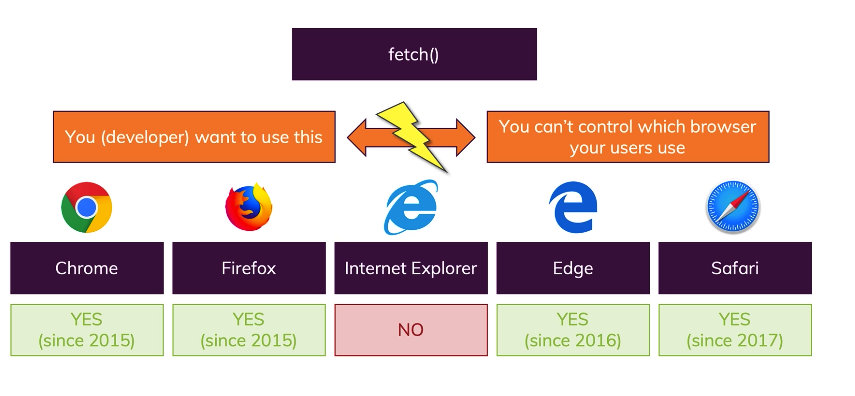 fetch()
You (developer) want to use this
You can't control which browser
your users use
Chrome
Firefox
Internet Explorer
Edge
Safari
YES
(since 2015)
YES
(since 2015)
NO
YES
(since 2016)
YES
(since 2017)